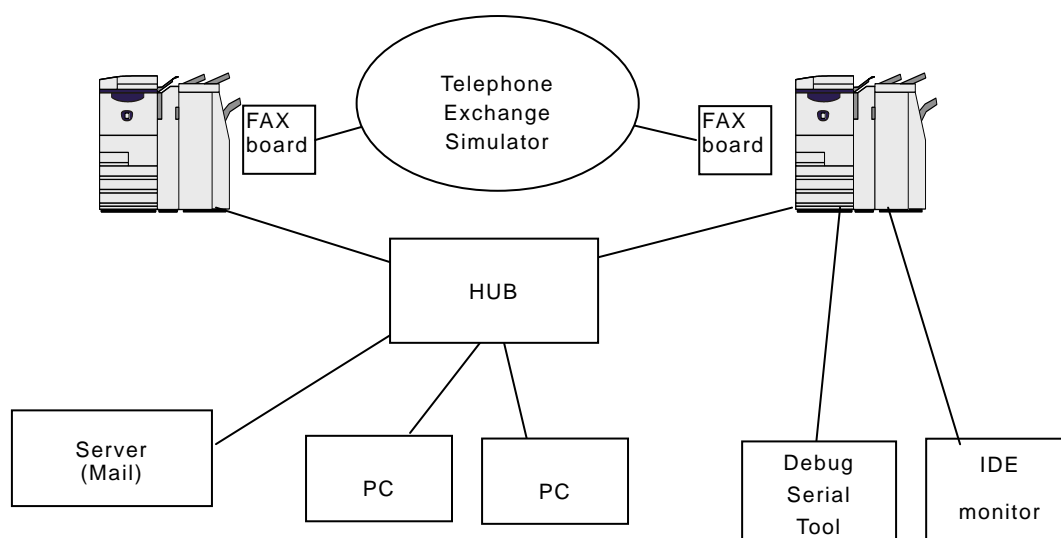 Telephone
Exchange
Simulator
FAX
board
FAX
board
HUB
Server
(Mail)
PC
PC
Debug
Serial
Tool
IDE
monitor